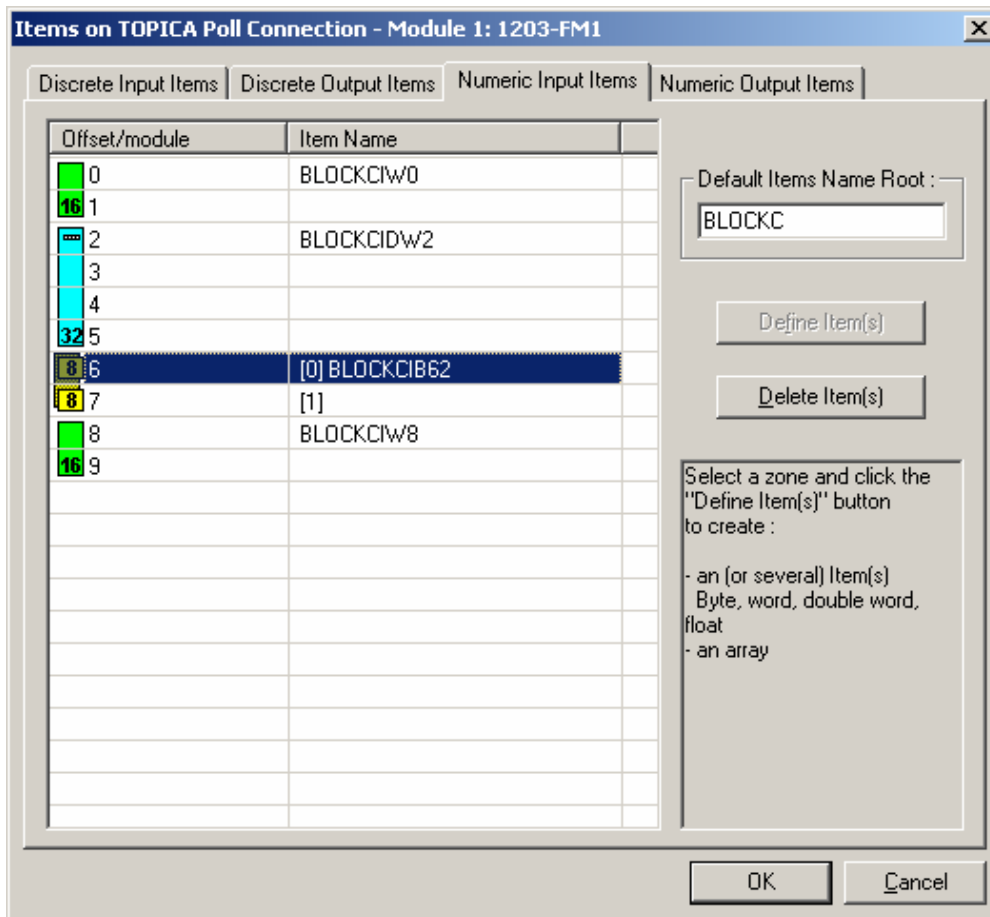 Items on TOPICA Poll Connection - Module 1: 1203-FM1
Discrete Input Items Discrete Output Items Numeric Input Items Numeric Output Items
Offset/module Item Name
0 BLOCKCIW0
16 1
2 BLOCKCIDW2
3
4
32 5
8 6 [0] BLOCKCIB62
8 7 [1]
8 BLOCKCIW8
16 9
Default Items Name Root :
BLOCKC
Define Item(s)
Delete Item(s)
Select a zone and click the
"Define Item(s)" button
to create :
- an (or several) Item(s)
Byte, word, double word,
float
- an array
OK Cancel